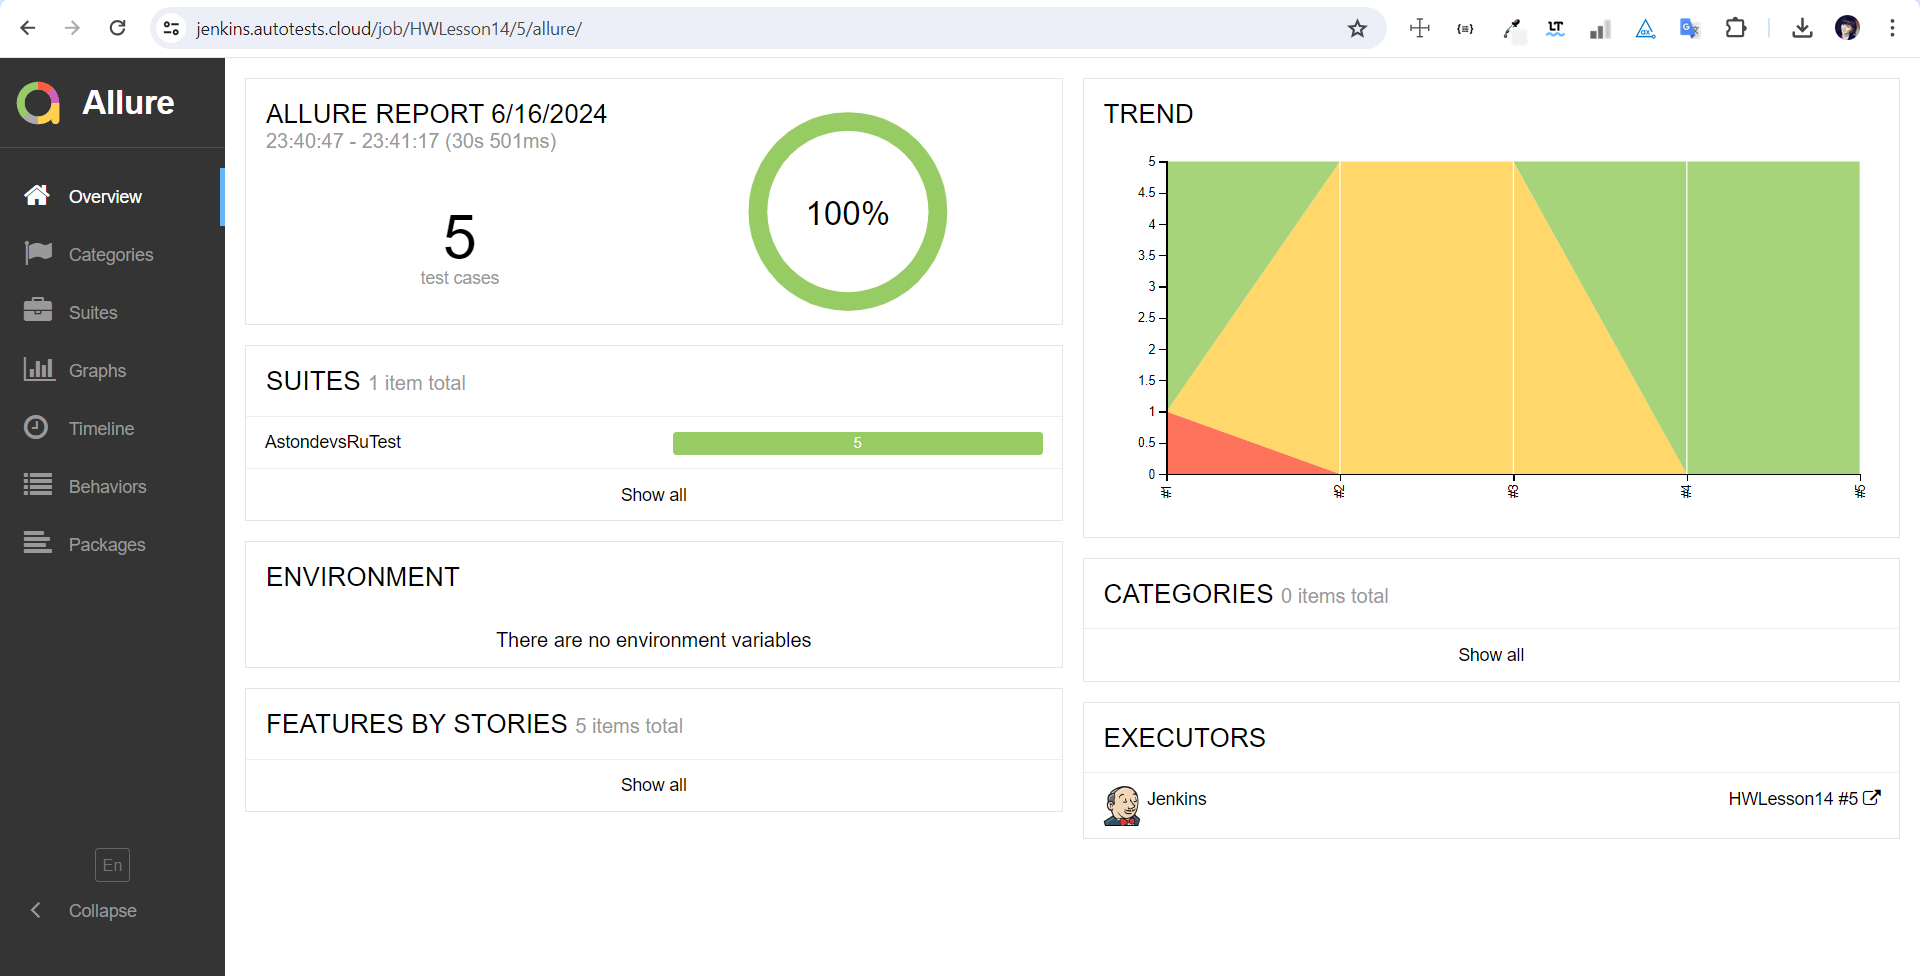 jenkins.autotests.cloud/job/HWLesson14/5/allure/
Allure
Overview
Categories
Suites
Graphs
Timeline
Behaviors
Packages
En
Collapse
ALLURE REPORT 6/16/2024
23:40:47 - 23:41:17 (30s 501ms)
5
test cases
100%
SUITES 1 item total
AstondevsRuTest
5
Show all
ENVIRONMENT
There are no environment variables
FEATURES BY STORIES 5 items total
Show all
TREND
5
4.5
4
3.5
3
2.5
2
1.5
1
0.5
0
#1
#2
#3
#4
#5
CATEGORIES 0 items total
Show all
EXECUTORS
Jenkins
HWLesson14 #5